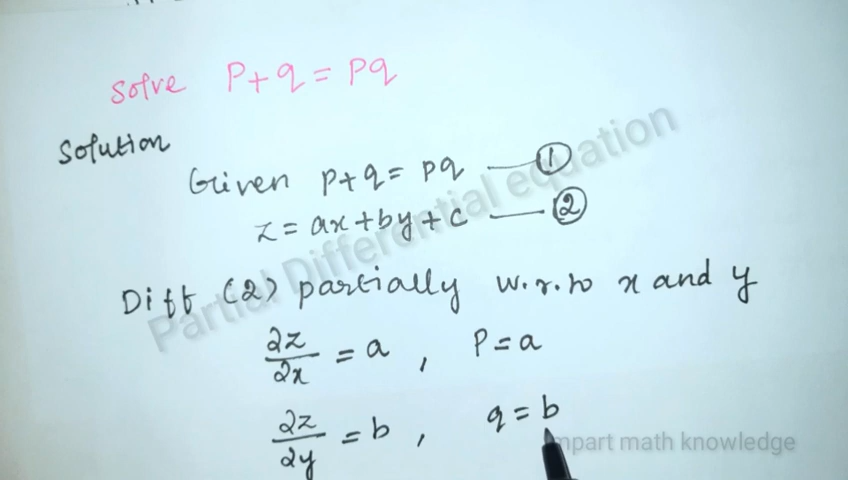 Solve P+q = Pq
Solution
Given P+q = pq —— ①
z = ax+by+c —— ②
Diff (2) partially w.r.to x and y
∂z/∂x = a , P = a
∂z/∂y = b , q = b
Partial Differential equation
mpart math knowledge